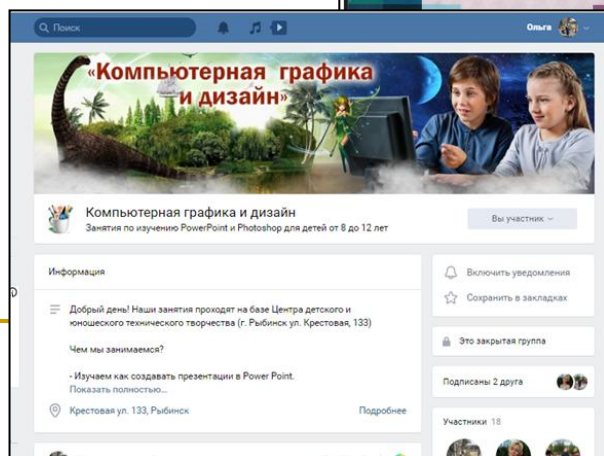 Поиск
Ольга
«Компьютерная графика
и дизайн»
Компьютерная графика и дизайн
Занятия по изучению PowerPoint и Photoshop для детей от 8 до 12 лет
Вы участник
Информация
Добрый день! Наши занятия проходят на базе Центра детского и
юношеского технического творчества (г. Рыбинск ул. Крестовая, 133)
Чем мы занимаемся?
- Изучаем как создавать презентации в Power Point.
Показать полностью...
Крестовая ул. 133, Рыбинск
Подробнее
Включить уведомления
Сохранить в закладках
Это закрытая группа
Подписаны 2 друга
Участники 18